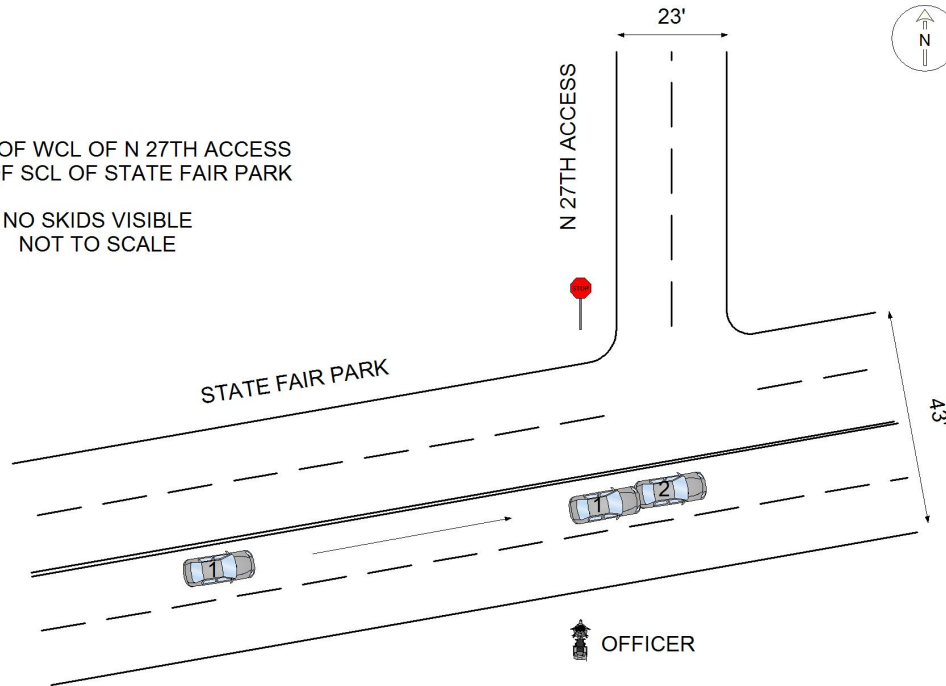 23'
N
N 27TH ACCESS
OF WCL OF N 27TH ACCESS
F SCL OF STATE FAIR PARK
NO SKIDS VISIBLE
NOT TO SCALE
STOP
STATE FAIR PARK
43'
1
2
1
OFFICER